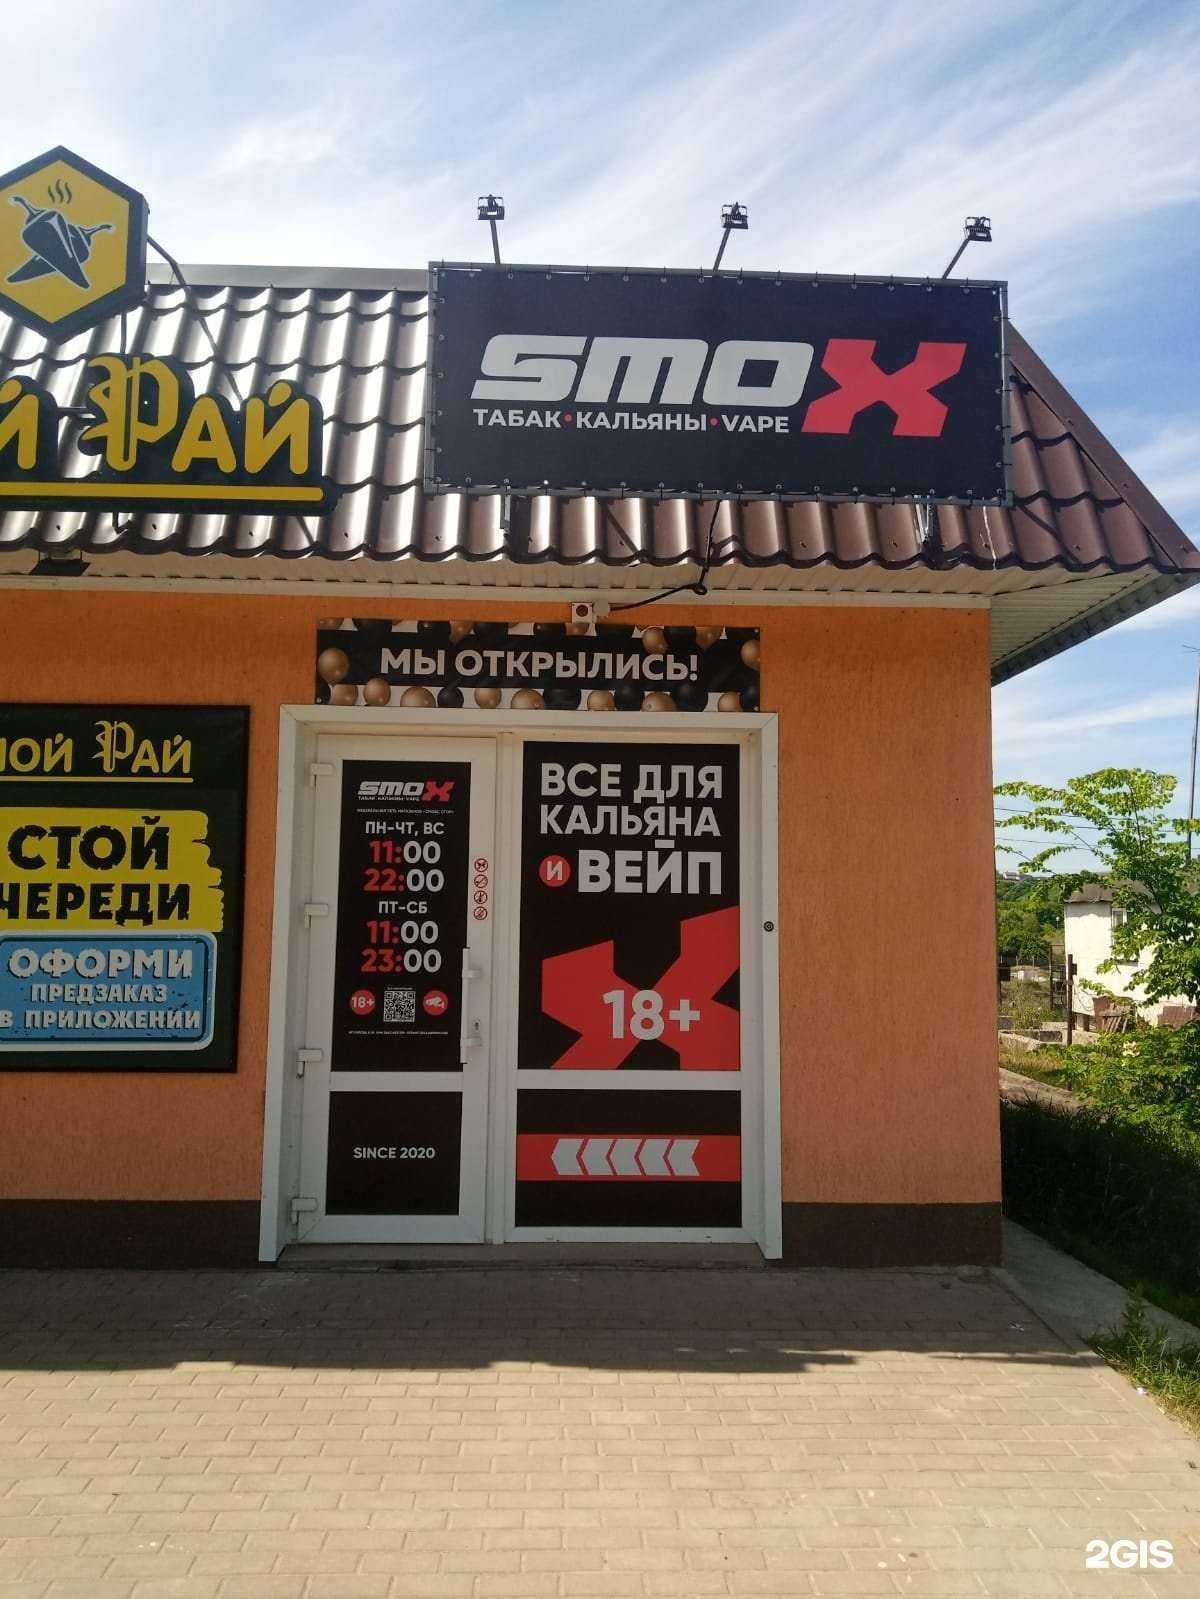 SMOX
ТАБАК•КАЛЬЯНЫ•VAPE
Й РАЙ
МЫ ОТКРЫЛИСЬ!
НОЙ РАЙ
СТОЙ
ЧЕРЕДИ
ОФОРМИ
ПРЕДЗАКАЗ
В ПРИЛОЖЕНИИ
SMOX
ТАБАК•КАЛЬЯНЫ•VAPE
ПН-ЧТ, ВС
11:00
22:00
ПТ-СБ
11:00
23:00
18+
SINCE 2020
ВСЕ ДЛЯ
КАЛЬЯНА
И ВЕЙП
18+
2GIS